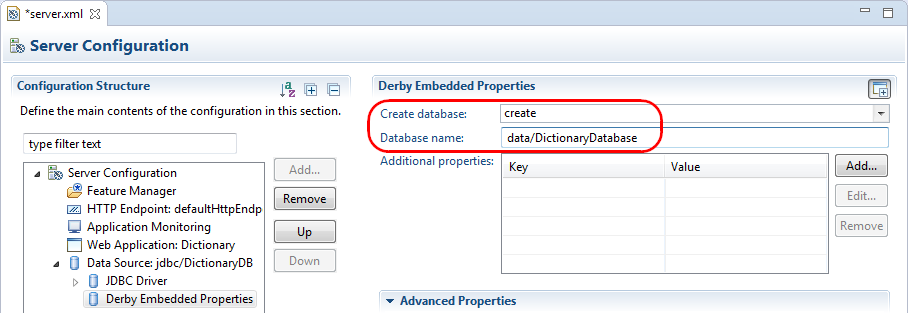 *server.xml
Server Configuration
Configuration Structure
Define the main contents of the configuration in this section.
type filter text
Server Configuration
Feature Manager
HTTP Endpoint: defaultHttpEndp
Application Monitoring
Web Application: Dictionary
Data Source: jdbc/DictionaryDB
JDBC Driver
Derby Embedded Properties
Add...
Remove
Up
Down
Derby Embedded Properties
Create database: create
Database name: data/DictionaryDatabase
Additional properties: Key Value
Add...
Edit...
Remove
Advanced Properties